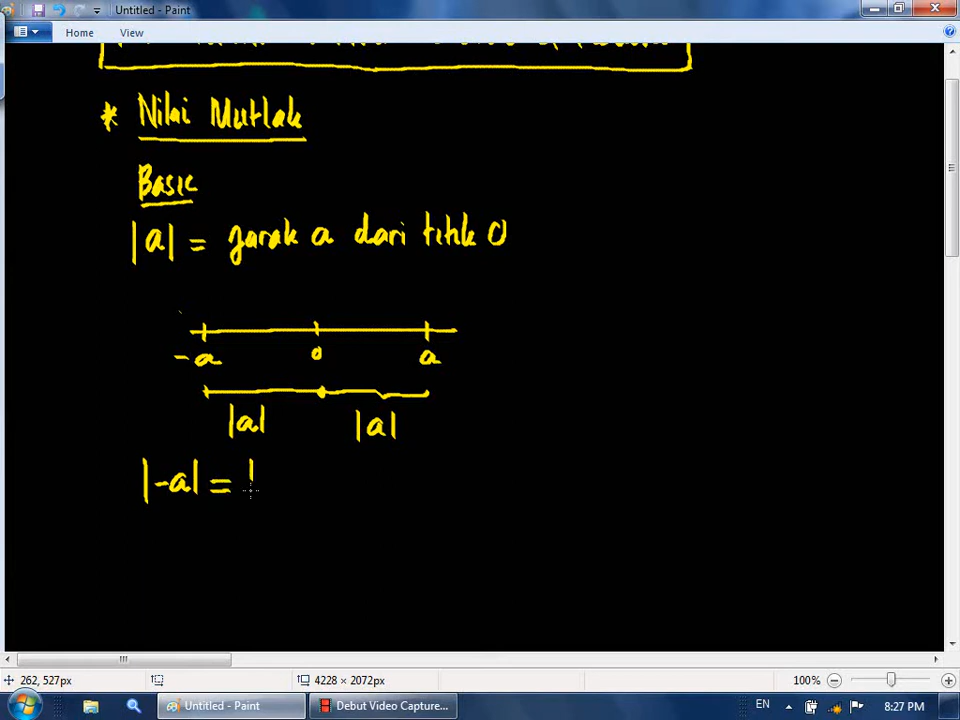 Untitled - Paint
Home View
* Nilai Mutlak
Basic
|a| = jarak a dari titik 0
-a 0 a
|a| |a|
|-a| = |
262, 527px 4228 × 2072px 100%
Untitled - Paint Debut Video Capture... EN 8:27 PM